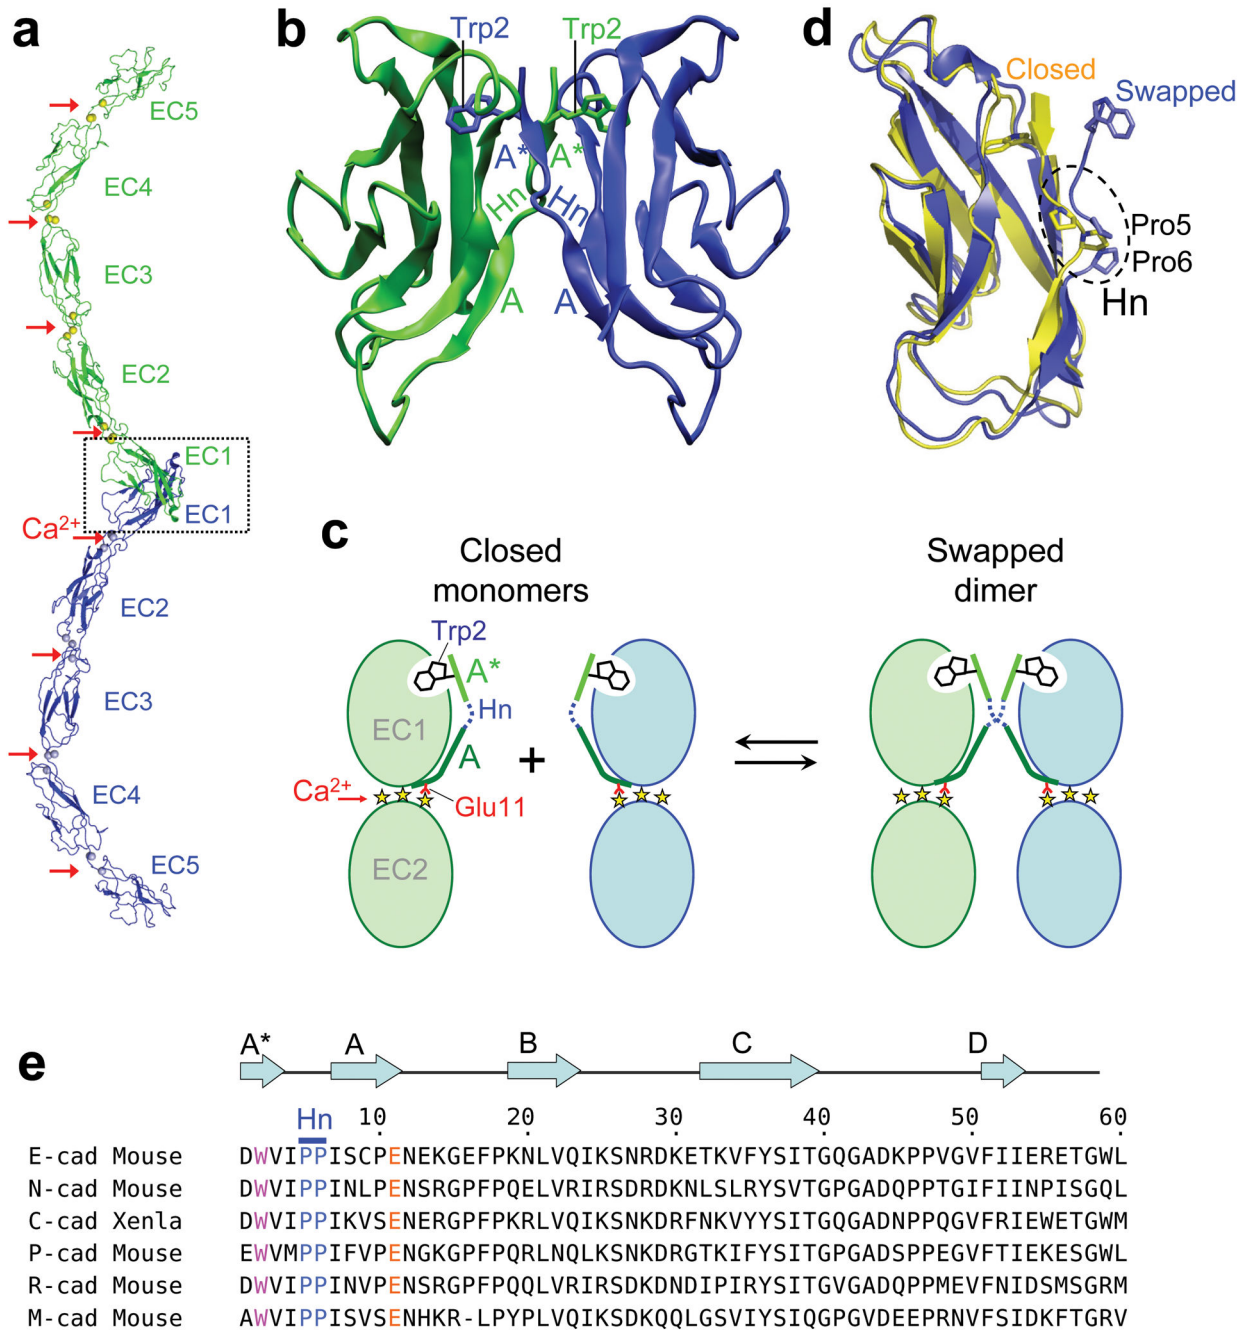 a
EC5
EC4
EC3
EC2
EC1
EC1
Ca2+
EC2
EC3
EC4
EC5
b
Trp2 Trp2
A* A*
Hn Hn
A A
d
Closed
Swapped
Pro5
Pro6
Hn
c
Closed
monomers
Swapped
dimer
Trp2
A*
Hn
EC1
A
+
Ca2+
Glu11
EC2
e
A* A B C D
Hn 10 20 30 40 50 60
E-cad Mouse DWVIPPISCPENEKGEFPKNLVQIKSNRDKETKVFYSITGQGADKPPVGVFIIERETGWL
N-cad Mouse DWVIPPINLPENSRGPFPQELVRIRSDRDKNLSLRYSVTGPGADQPPTGIFIINPISGQL
C-cad Xenla DWVIPPIKVSENERGPFPKRLVQIKSNKDRFNKVYYSITGQGADNPPQGVFRIEWETGWM
P-cad Mouse EWVMPPIFVPENGKGPFPQRLNQLKSNKDRGTKIFYSITGPGADSPPEGVFTIEKESGWL
R-cad Mouse DWVIPPINVPENSRGPFPQQLVRIRSDKDNDIPIRYSITGVGADQPPMEVFNIDSMSGRM
M-cad Mouse AWVIPPISVSENHKR-LPYPLVQIKSDKQQLGSVIYSIQGPGVDEEPRNVFSIDKFTGRV